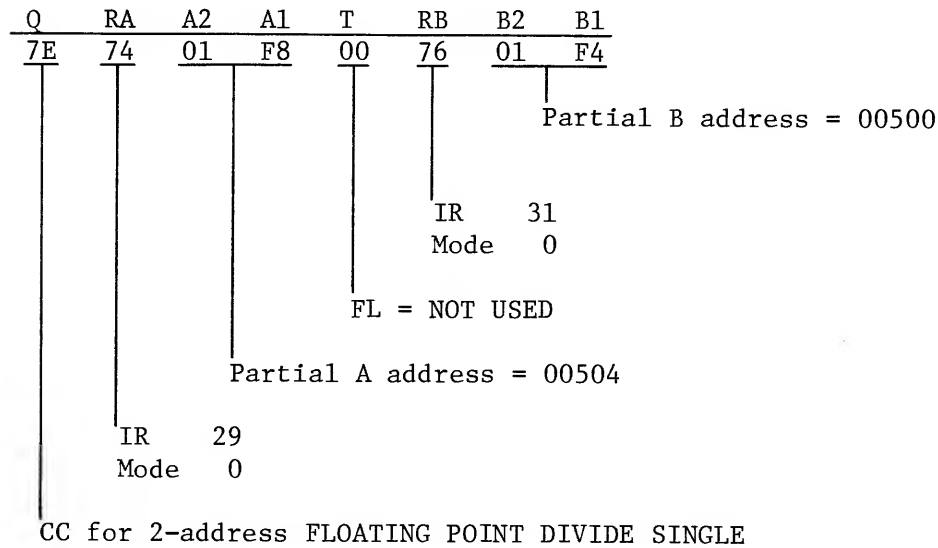 Q RA A2 A1 T RB B2 B1
7E 74 01 F8 00 76 01 F4
Partial B address = 00500
IR 31
Mode 0
FL = NOT USED
Partial A address = 00504
IR 29
Mode 0
CC for 2-address FLOATING POINT DIVIDE SINGLE